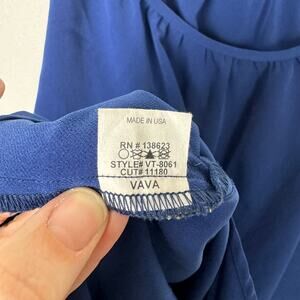 MADE IN USA
RN # 138623
STYLE# VT-8061
CUT# 11180
VAVA